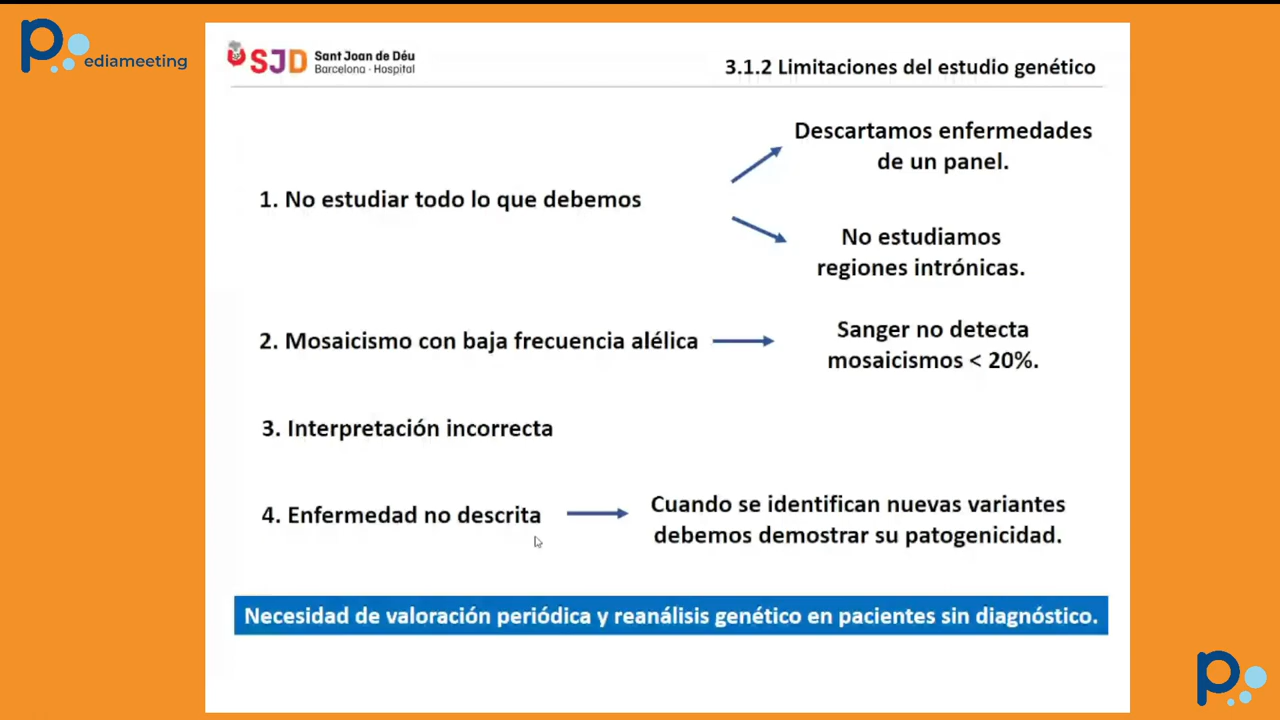 Pediameeting
SJD Sant Joan de Déu
Barcelona · Hospital
3.1.2 Limitaciones del estudio genético
1. No estudiar todo lo que debemos
Descartamos enfermedades
de un panel.
No estudiamos
regiones intrónicas.
2. Mosaicismo con baja frecuencia alélica
Sanger no detecta
mosaicismos < 20%.
3. Interpretación incorrecta
4. Enfermedad no descrita
Cuando se identifican nuevas variantes
debemos demostrar su patogenicidad.
Necesidad de valoración periódica y reanálisis genético en pacientes sin diagnóstico.
P